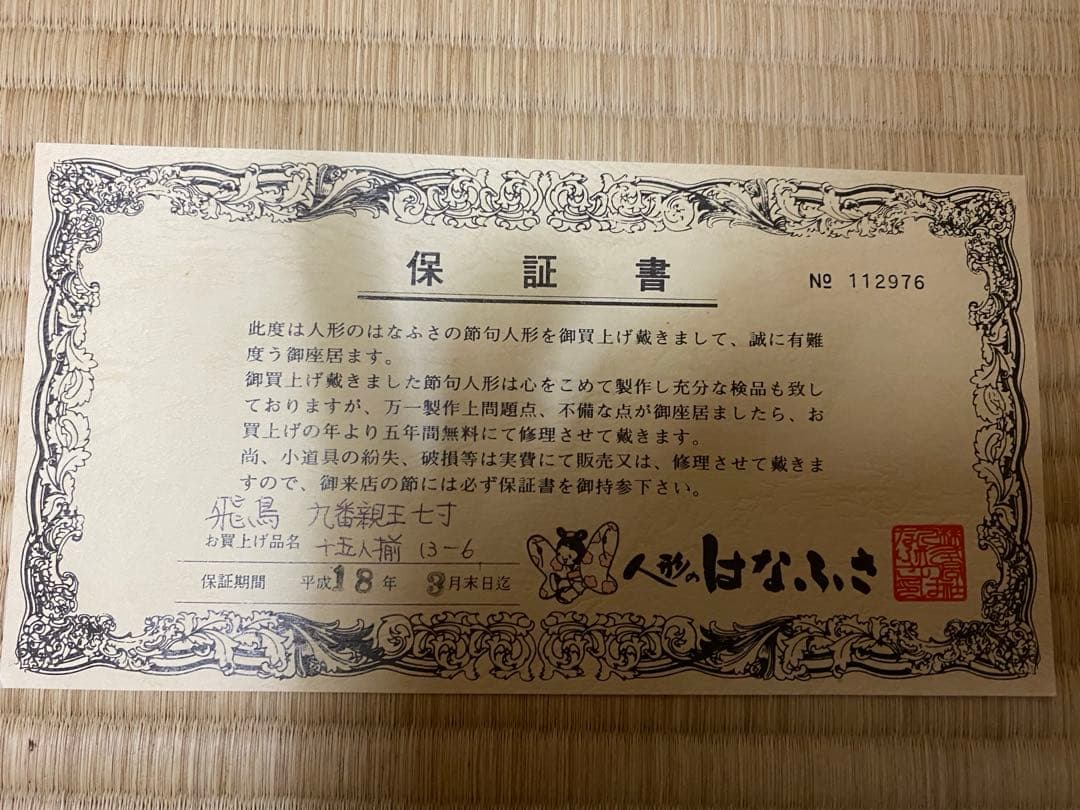 保証書
№ 112976
此度は人形のはなふさの節句人形を御買上げ戴きまして、誠に有難
度う御座居ます。
御買上げ戴きました節句人形は心をこめて製作し充分な検品も致し
ておりますが、万一製作上問題点、不備な点が御座居ましたら、お
買上げの年より五年間無料にて修理させて戴きます。
尚、小道具の紛失、破損等は実費にて販売又は、修理させて戴きま
すので、御来店の節には必ず保証書を御持参下さい。
飛鳥 九番親王七寸
お買上げ品名 十五人揃 13-6
保証期間 平成18年 3月末日迄
人形のはなふさ